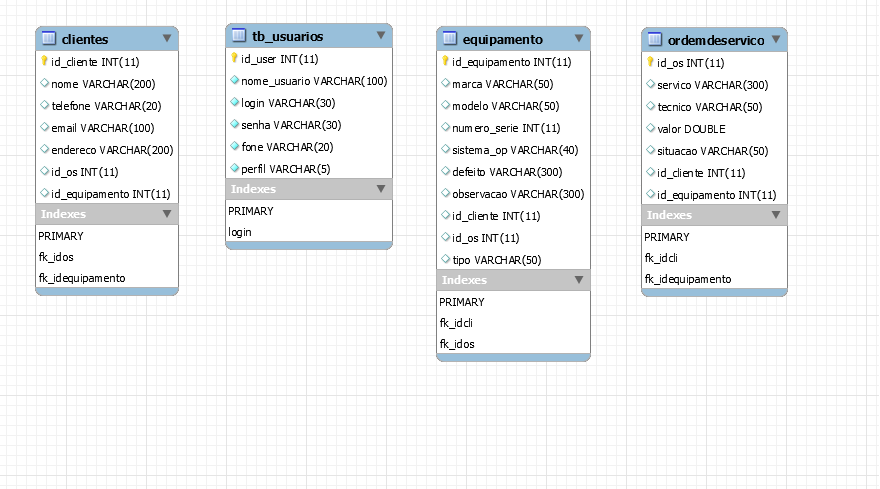 clientes
id_cliente INT(11)
nome VARCHAR(200)
telefone VARCHAR(20)
email VARCHAR(100)
endereco VARCHAR(200)
id_os INT(11)
id_equipamento INT(11)
Indexes
PRIMARY
fk_idos
fk_idequipamento
tb_usuarios
id_user INT(11)
nome_usuario VARCHAR(100)
login VARCHAR(30)
senha VARCHAR(30)
fone VARCHAR(20)
perfil VARCHAR(5)
Indexes
PRIMARY
login
equipamento
id_equipamento INT(11)
marca VARCHAR(50)
modelo VARCHAR(50)
numero_serie INT(11)
sistema_op VARCHAR(40)
defeito VARCHAR(300)
observacao VARCHAR(300)
id_cliente INT(11)
id_os INT(11)
tipo VARCHAR(50)
Indexes
PRIMARY
fk_idcli
fk_idos
ordemdeservico
id_os INT(11)
servico VARCHAR(300)
tecnico VARCHAR(50)
valor DOUBLE
situacao VARCHAR(50)
id_cliente INT(11)
id_equipamento INT(11)
Indexes
PRIMARY
fk_idcli
fk_idequipamento